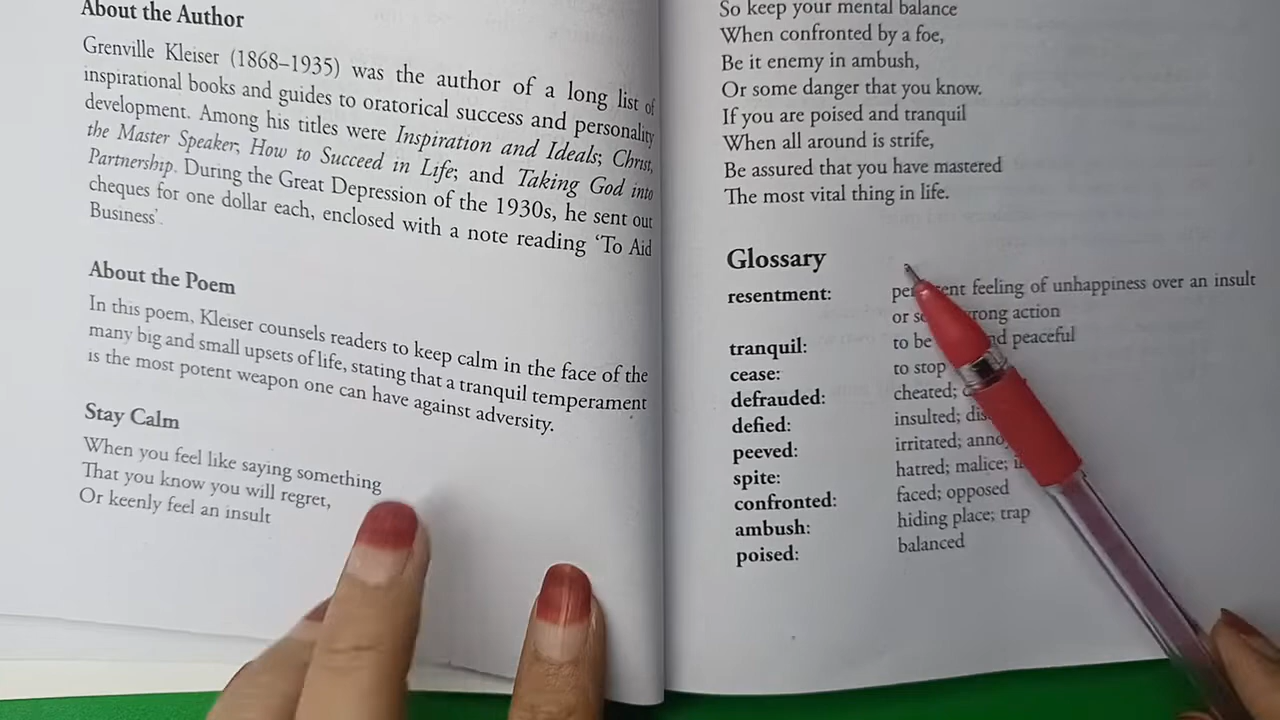 About the Author
Grenville Kleiser (1868–1935) was the author of a long list of
inspirational books and guides to oratorical success and personality
development. Among his titles were Inspiration and Ideals; Christ,
the Master Speaker; How to Succeed in Life; and Taking God into
Partnership. During the Great Depression of the 1930s, he sent out
cheques for one dollar each, enclosed with a note reading ‘To Aid
Business’.
About the Poem
In this poem, Kleiser counsels readers to keep calm in the face of the
many big and small upsets of life, stating that a tranquil temperament
is the most potent weapon one can have against adversity.
Stay Calm
When you feel like saying something
That you know you will regret,
Or keenly feel an insult
So keep your mental balance
When confronted by a foe,
Be it enemy in ambush,
Or some danger that you know.
If you are poised and tranquil
When all around is strife,
Be assured that you have mastered
The most vital thing in life.
Glossary
resentment: feeling of unhappiness over an insult
or action
tranquil: to be peaceful
cease: to stop
defrauded: cheated;
defied: insulted;
peeved: irritated;
spite: hatred; malice;
confronted: faced; opposed
ambush: hiding place; trap
poised: balanced